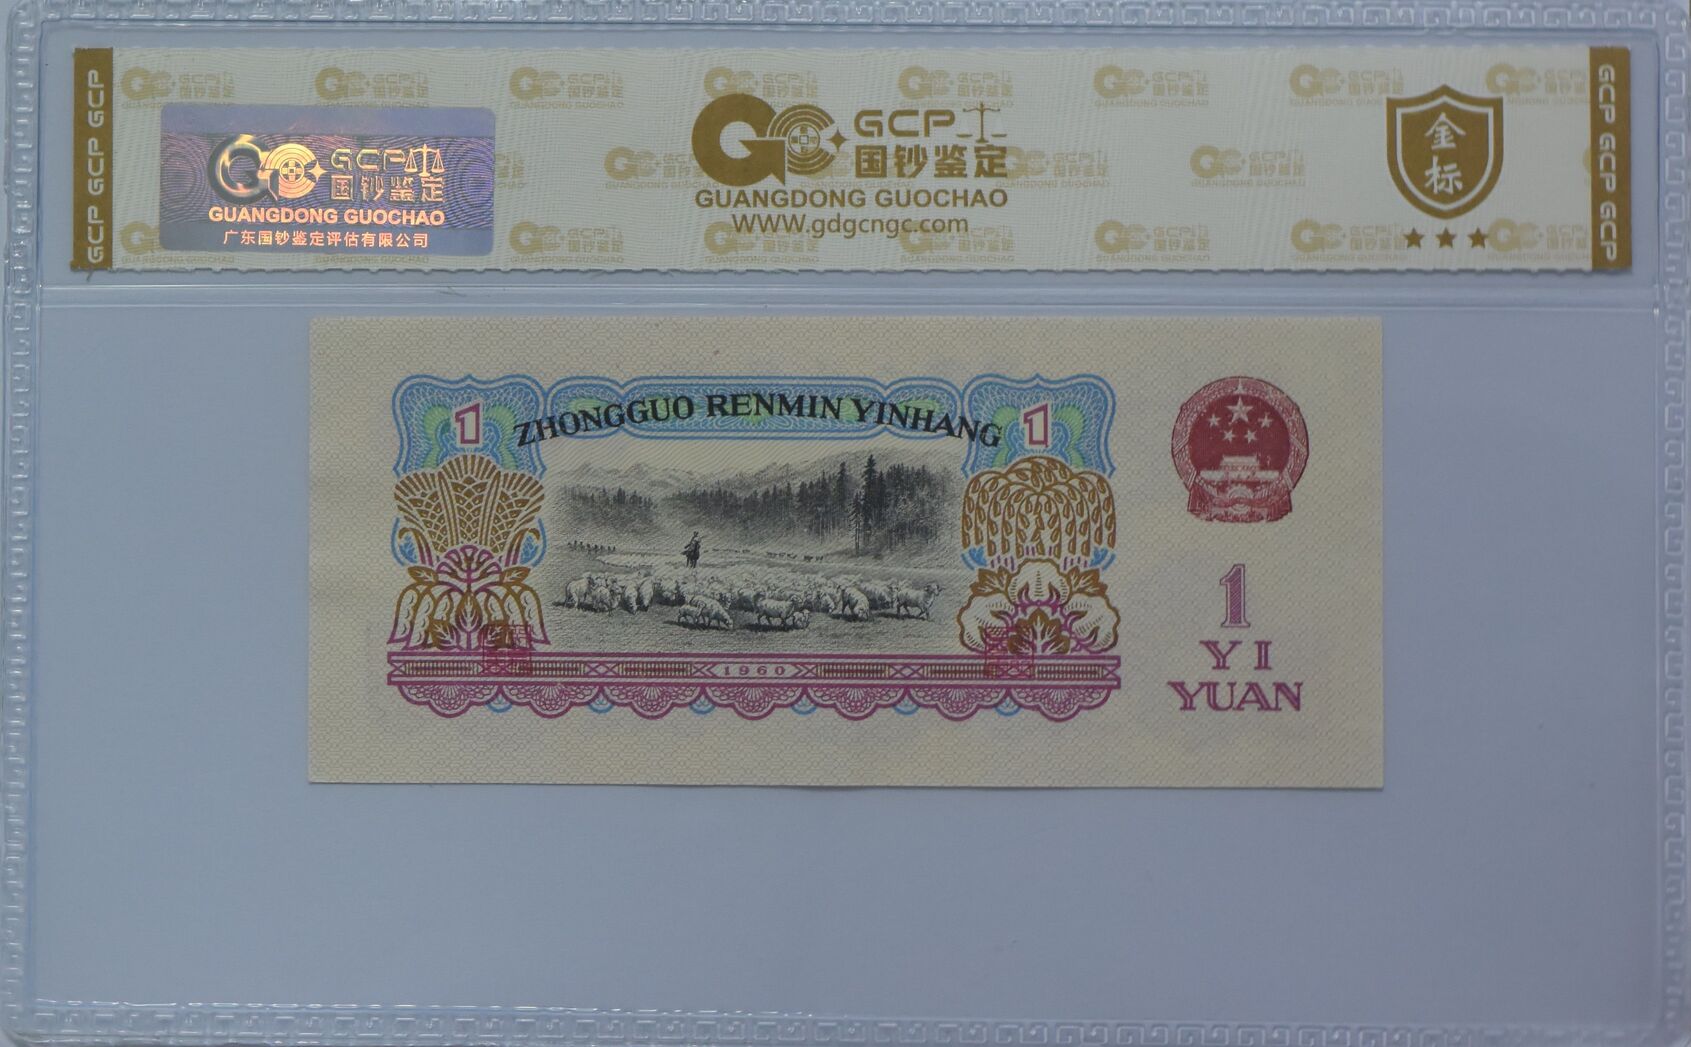 GCP GCP GCP
GCP
国钞鉴定
GUANGDONG GUOCHAO
广东国钞鉴定评估有限公司
GCP
国钞鉴定
GUANGDONG GUOCHAO
WWW.gdgcngc.com
金
标
GCP GCP GCP
ZHONGGUO RENMIN YINHANG
1
1
1
YI
YUAN
1960